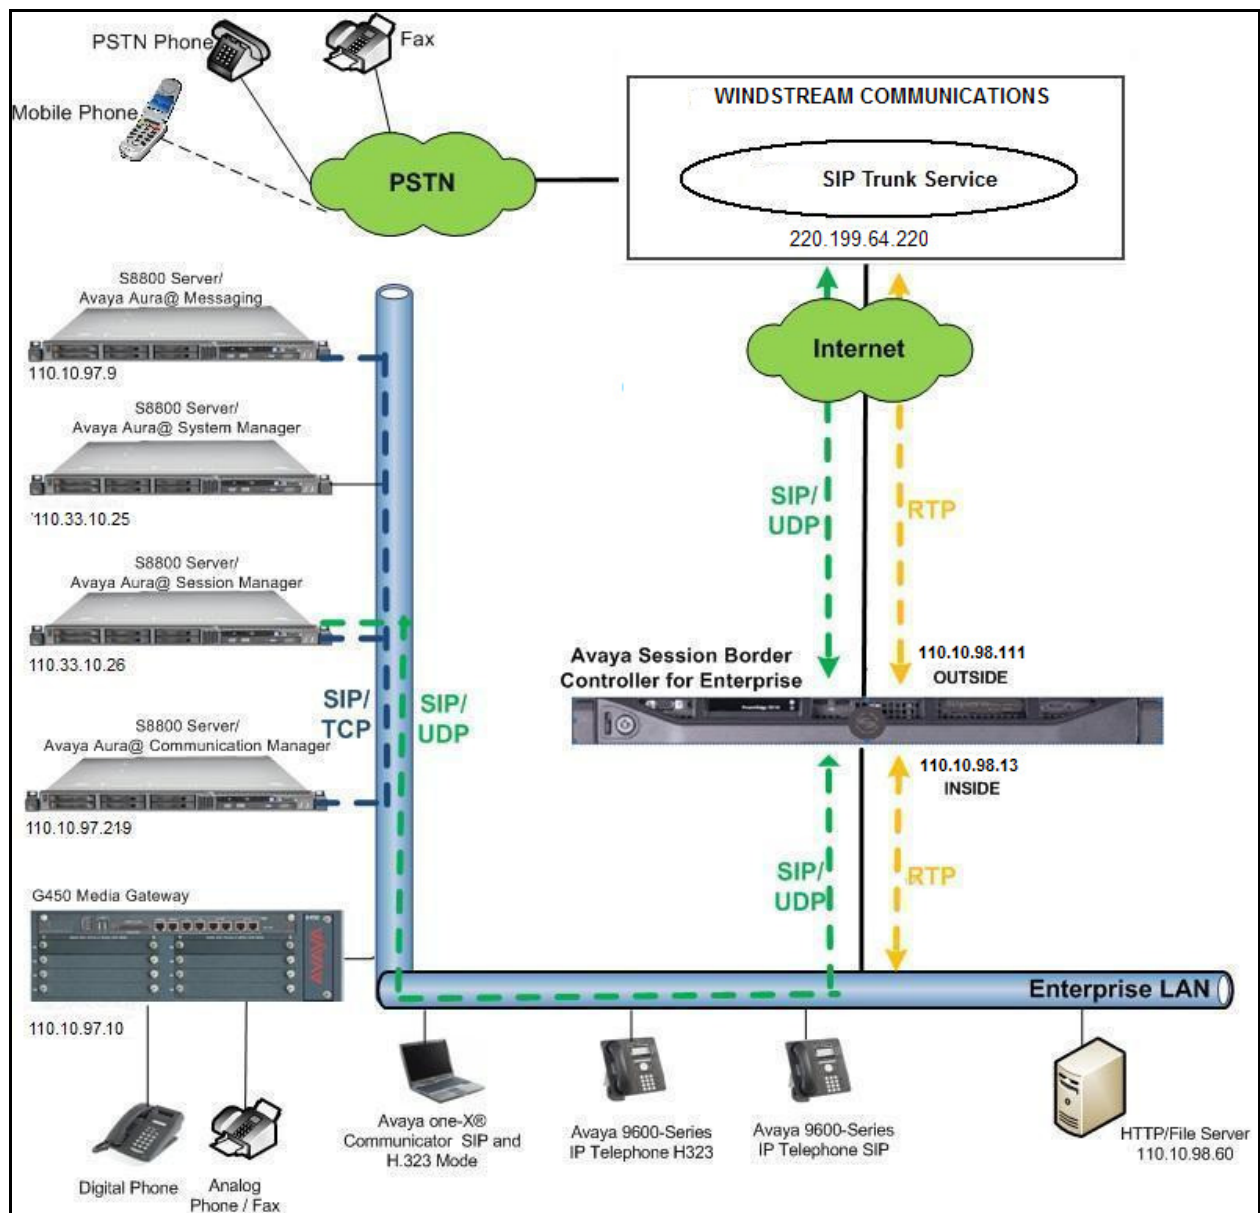 PSTN Phone
Fax
Mobile Phone
PSTN
WINDSTREAM COMMUNICATIONS
SIP Trunk Service
220.199.64.220
S8800 Server/
Avaya Aura@ Messaging
110.10.97.9
Internet
S8800 Server/
Avaya Aura@ System Manager
'110.33.10.25
SIP/
UDP
RTP
S8800 Server/
Avaya Aura@ Session Manager
110.33.10.26
Avaya Session Border
Controller for Enterprise
110.10.98.111
OUTSIDE
SIP/
TCP
SIP/
UDP
S8800 Server/
Avaya Aura@ Communication Manager
110.10.97.219
110.10.98.13
INSIDE
SIP/
UDP
RTP
G450 Media Gateway
AVAYA
110.10.97.10
Enterprise LAN
Digital Phone
Analog
Phone / Fax
Avaya one-X®
Communicator SIP and
H.323 Mode
Avaya 9600-Series
IP Telephone H323
Avaya 9600-Series
IP Telephone SIP
HTTP/File Server
110.10.98.60